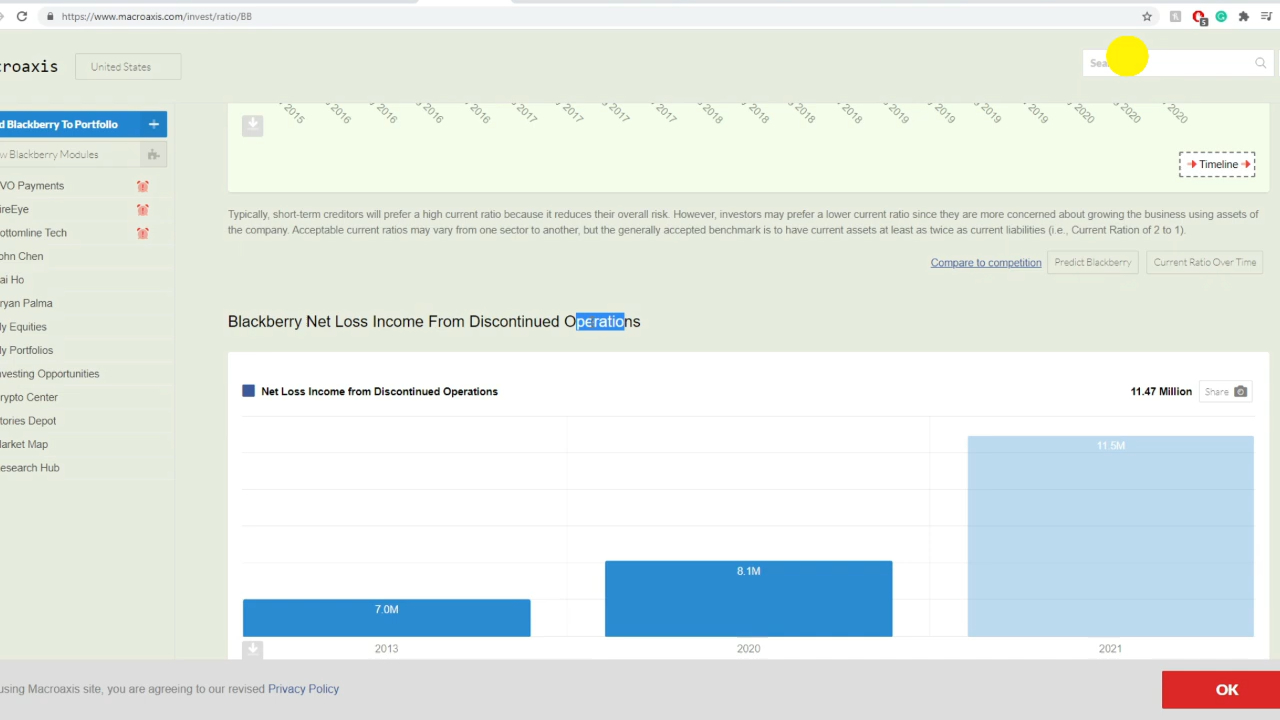 https://www.macroaxis.com/invest/ratio/BB
5
roaxis
United States
d Blackberry To Portfolio
w Blackberry Modules
VO Payments
ireEye
ottomline Tech
ohn Chen
ai Ho
ryan Palma
ly Equities
ly Portfolios
nvesting Opportunities
rypto Center
tories Depot
larket Map
esearch Hub
2015 2016 2016 2016 2016 2017 2017 2017 2017 2018 2018 2018 2018 2019 2019 2019 2019 2020 2020 2020
Timeline
Typically, short-term creditors will prefer a high current ratio because it reduces their overall risk. However, investors may prefer a lower current ratio since they are more concerned about growing the business using assets of
the company. Acceptable current ratios may vary from one sector to another, but the generally accepted benchmark is to have current assets at least as twice as current liabilities (i.e., Current Ration of 2 to 1).
Compare to competition Predict Blackberry Current Ratio Over Time
Blackberry Net Loss Income From Discontinued Operations
Net Loss Income from Discontinued Operations
11.47 Million Share
7.0M 8.1M 11.5M
2013 2020 2021
using Macroaxis site, you are agreeing to our revised Privacy Policy
OK